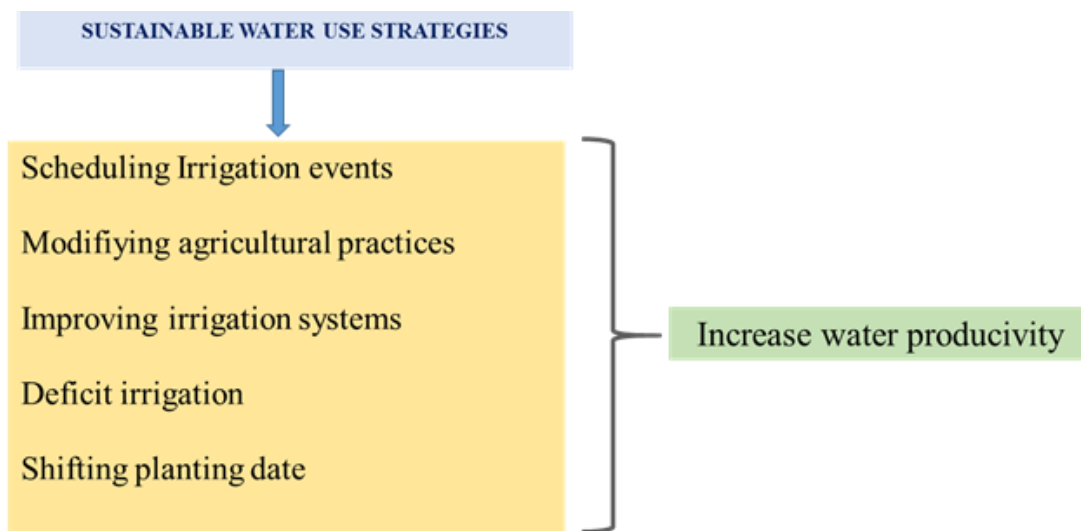 SUSTAINABLE WATER USE STRATEGIES
Scheduling Irrigation events
Modifiying agricultural practices
Improving irrigation systems
Deficit irrigation
Shifting planting date
Increase water producivity